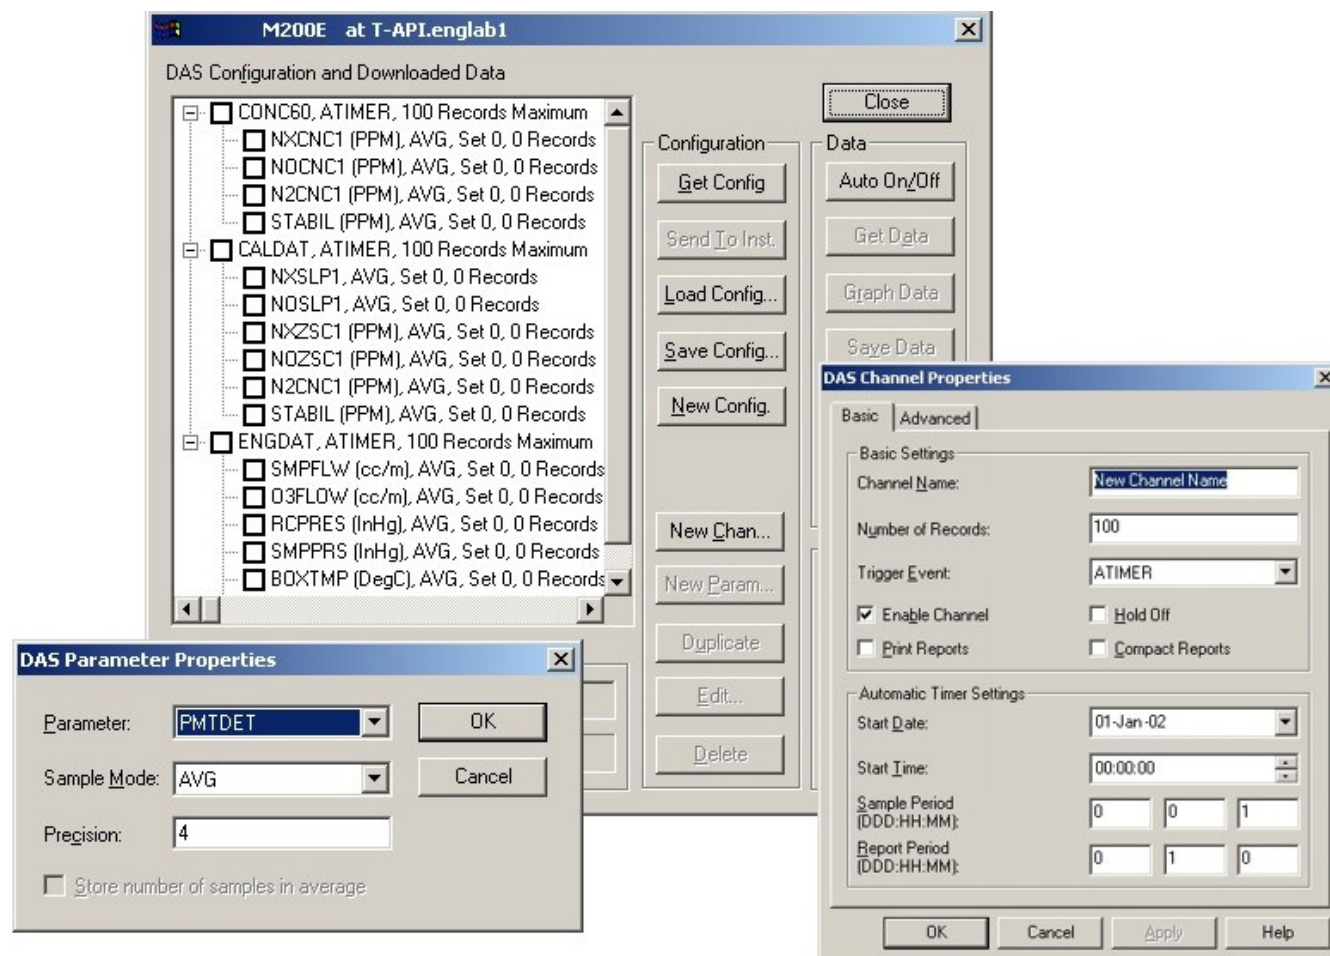 M200E at T-API.englab1
DAS Configuration and Downloaded Data
CONC60, ATIMER, 100 Records Maximum
NXCNC1 (PPM), AVG, Set 0, 0 Records
NOCNC1 (PPM), AVG, Set 0, 0 Records
N2CNC1 (PPM), AVG, Set 0, 0 Records
STABIL (PPM), AVG, Set 0, 0 Records
CALDAT, ATIMER, 100 Records Maximum
NXSLP1, AVG, Set 0, 0 Records
NOSLP1, AVG, Set 0, 0 Records
NXZSC1 (PPM), AVG, Set 0, 0 Records
NOZSC1 (PPM), AVG, Set 0, 0 Records
N2CNC1 (PPM), AVG, Set 0, 0 Records
STABIL (PPM), AVG, Set 0, 0 Records
ENGDAT, ATIMER, 100 Records Maximum
SMPFLW (cc/m), AVG, Set 0, 0 Records
O3FLOW (cc/m), AVG, Set 0, 0 Records
RCPRES (InHg), AVG, Set 0, 0 Records
SMPPRS (InHg), AVG, Set 0, 0 Records
BOXTMP (DegC), AVG, Set 0, 0 Records
Close
Configuration
Get Config
Send To Inst.
Load Config...
Save Config...
New Config.
New Chan...
New Param...
Duplicate
Edit...
Delete
Data
Auto On/Off
Get Data
Graph Data
Save Data
DAS Parameter Properties
Parameter: PMTDET
OK
Sample Mode: AVG
Cancel
Precision: 4
Store number of samples in average
DAS Channel Properties
Basic Advanced
Basic Settings
Channel Name: New Channel Name
Number of Records: 100
Trigger Event: ATIMER
Enable Channel Hold Off
Print Reports Compact Reports
Automatic Timer Settings
Start Date: 01-Jan-02
Start Time: 00:00:00
Sample Period
(DDD:HH:MM): 0 0 1
Report Period
(DDD:HH:MM): 0 1 0
OK Cancel Apply Help